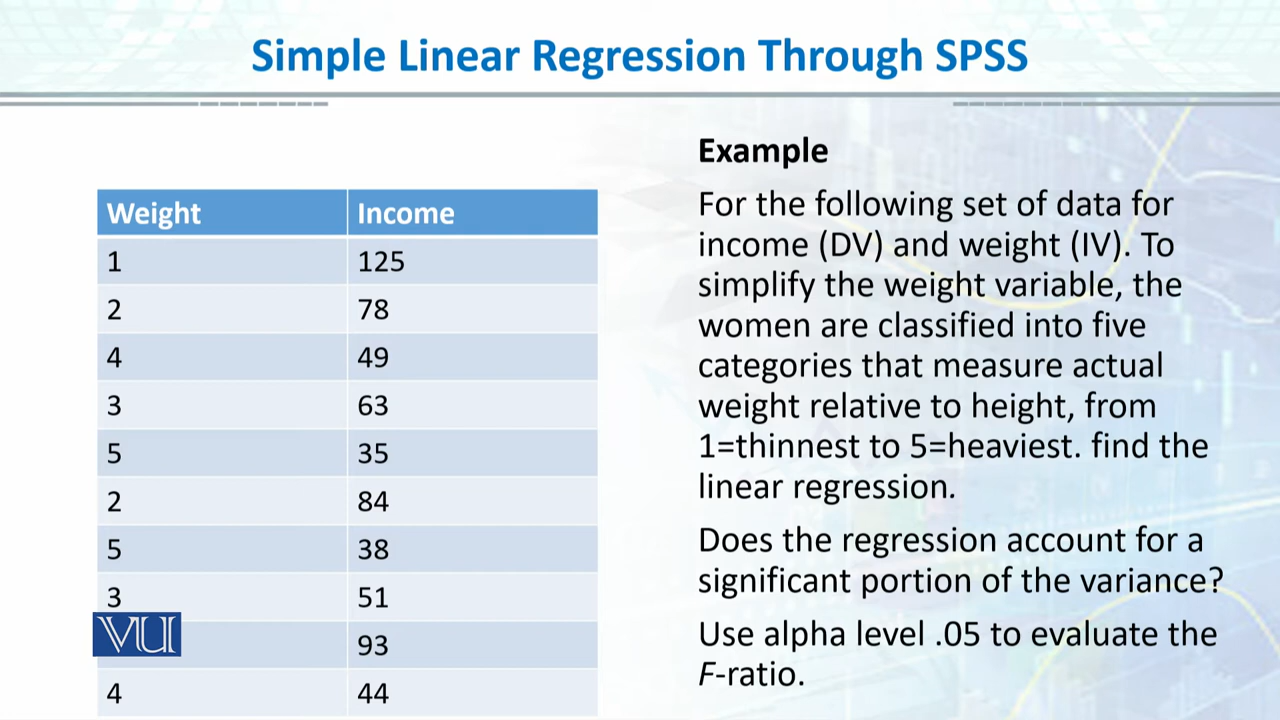 Simple Linear Regression Through SPSS
Example
For the following set of data for
income (DV) and weight (IV). To
simplify the weight variable, the
women are classified into five
categories that measure actual
weight relative to height, from
1=thinnest to 5=heaviest. find the
linear regression.
Does the regression account for a
significant portion of the variance?
Use alpha level .05 to evaluate the
F-ratio.
Weight Income
1 125
2 78
4 49
3 63
5 35
2 84
5 38
3 51
93
4 44
VU